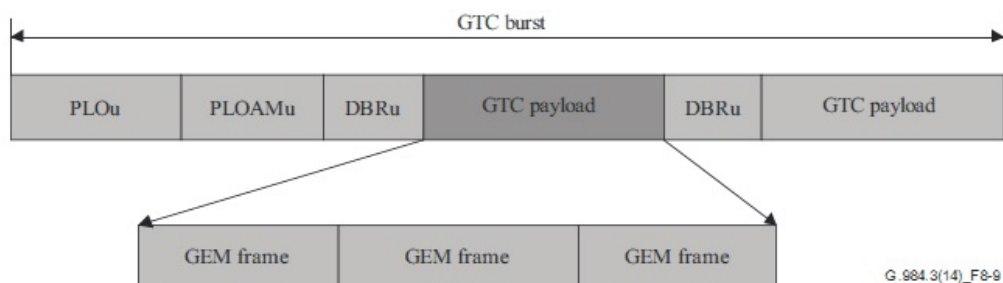 GTC burst
PLOu PLOAMu DBRu GTC payload DBRu GTC payload
GEM frame GEM frame GEM frame
G.984.3(14)_F8-9